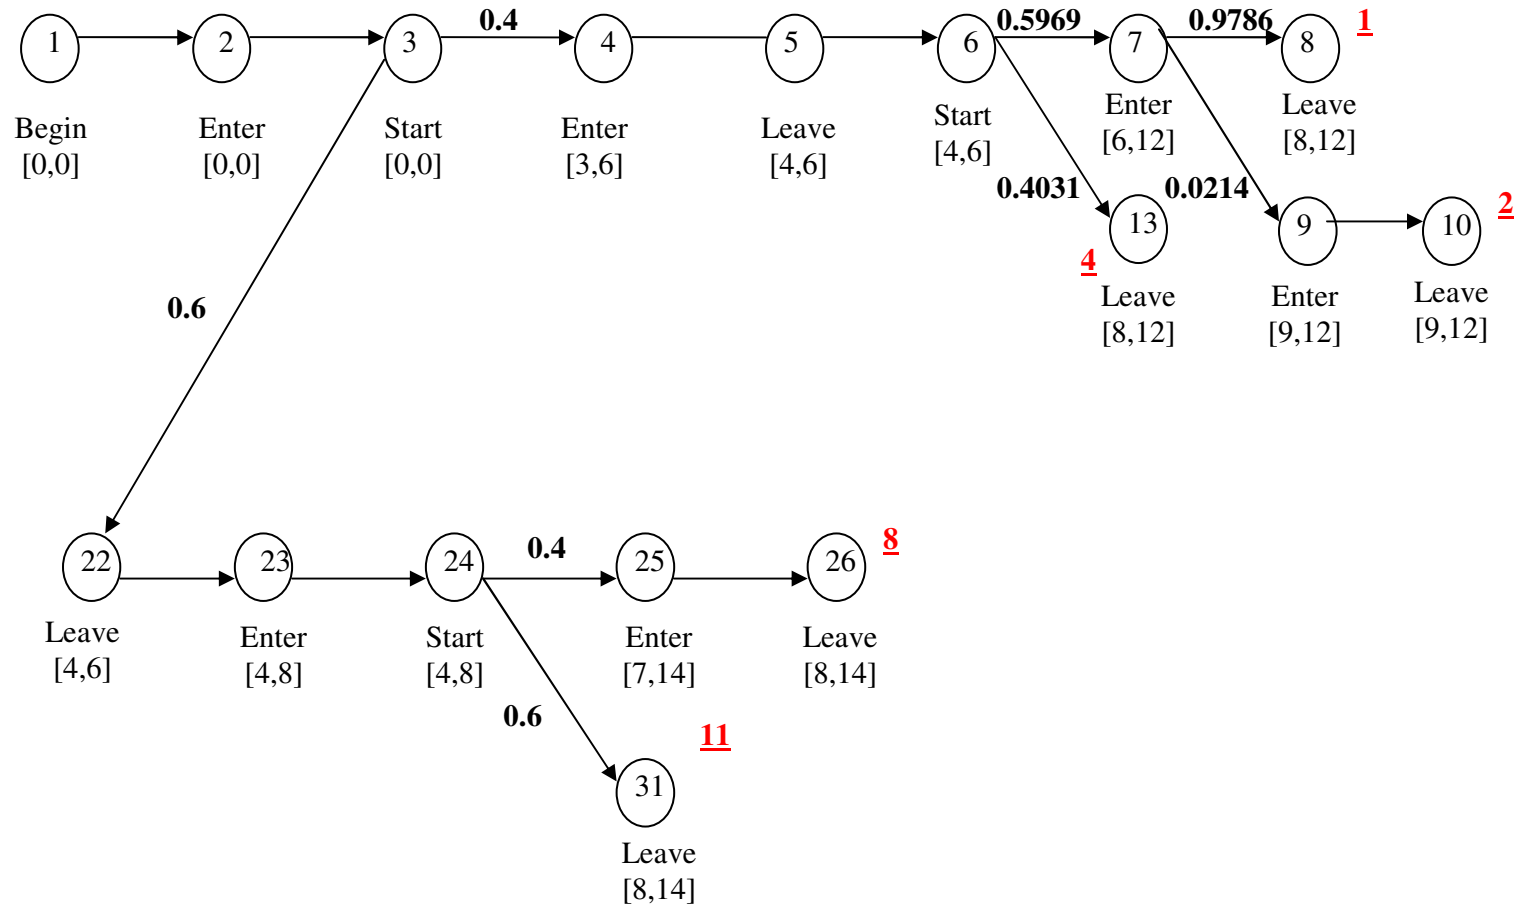 0.4
0.5969
0.9786
1
1
2
3
4
5
6
7
8
Begin
[0,0]
Enter
[0,0]
Start
[0,0]
Enter
[3,6]
Leave
[4,6]
Start
[4,6]
Enter
[6,12]
Leave
[8,12]
0.4031
0.0214
2
13
9
10
4
Leave
[8,12]
Enter
[9,12]
Leave
[9,12]
0.6
22
23
24
0.4
25
26
8
Leave
[4,6]
Enter
[4,8]
Start
[4,8]
Enter
[7,14]
Leave
[8,14]
0.6
11
31
Leave
[8,14]